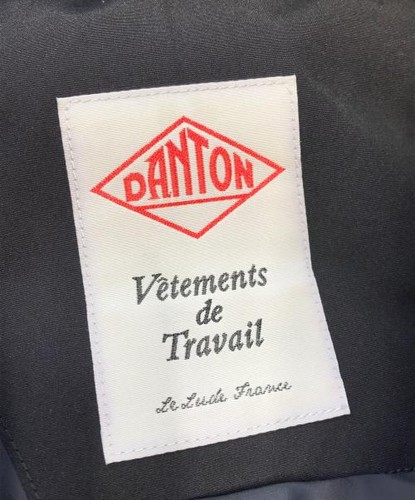 DANTON
Vêtements
de
Travail
Le Lude France